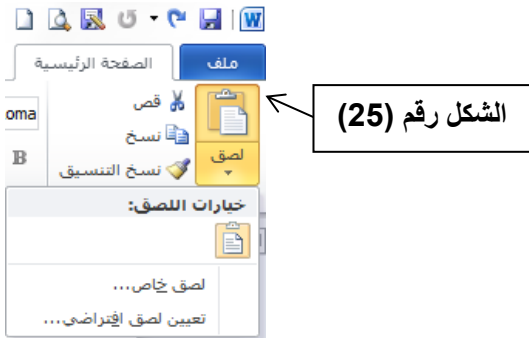 ملف
الصفحة الرئيسية
الشكل رقم (25)
لصق
قص
نسخ
نسخ التنسيق
oma
B
خيارات اللصق:
لصق خاص...
تعيين لصق افتراضي...